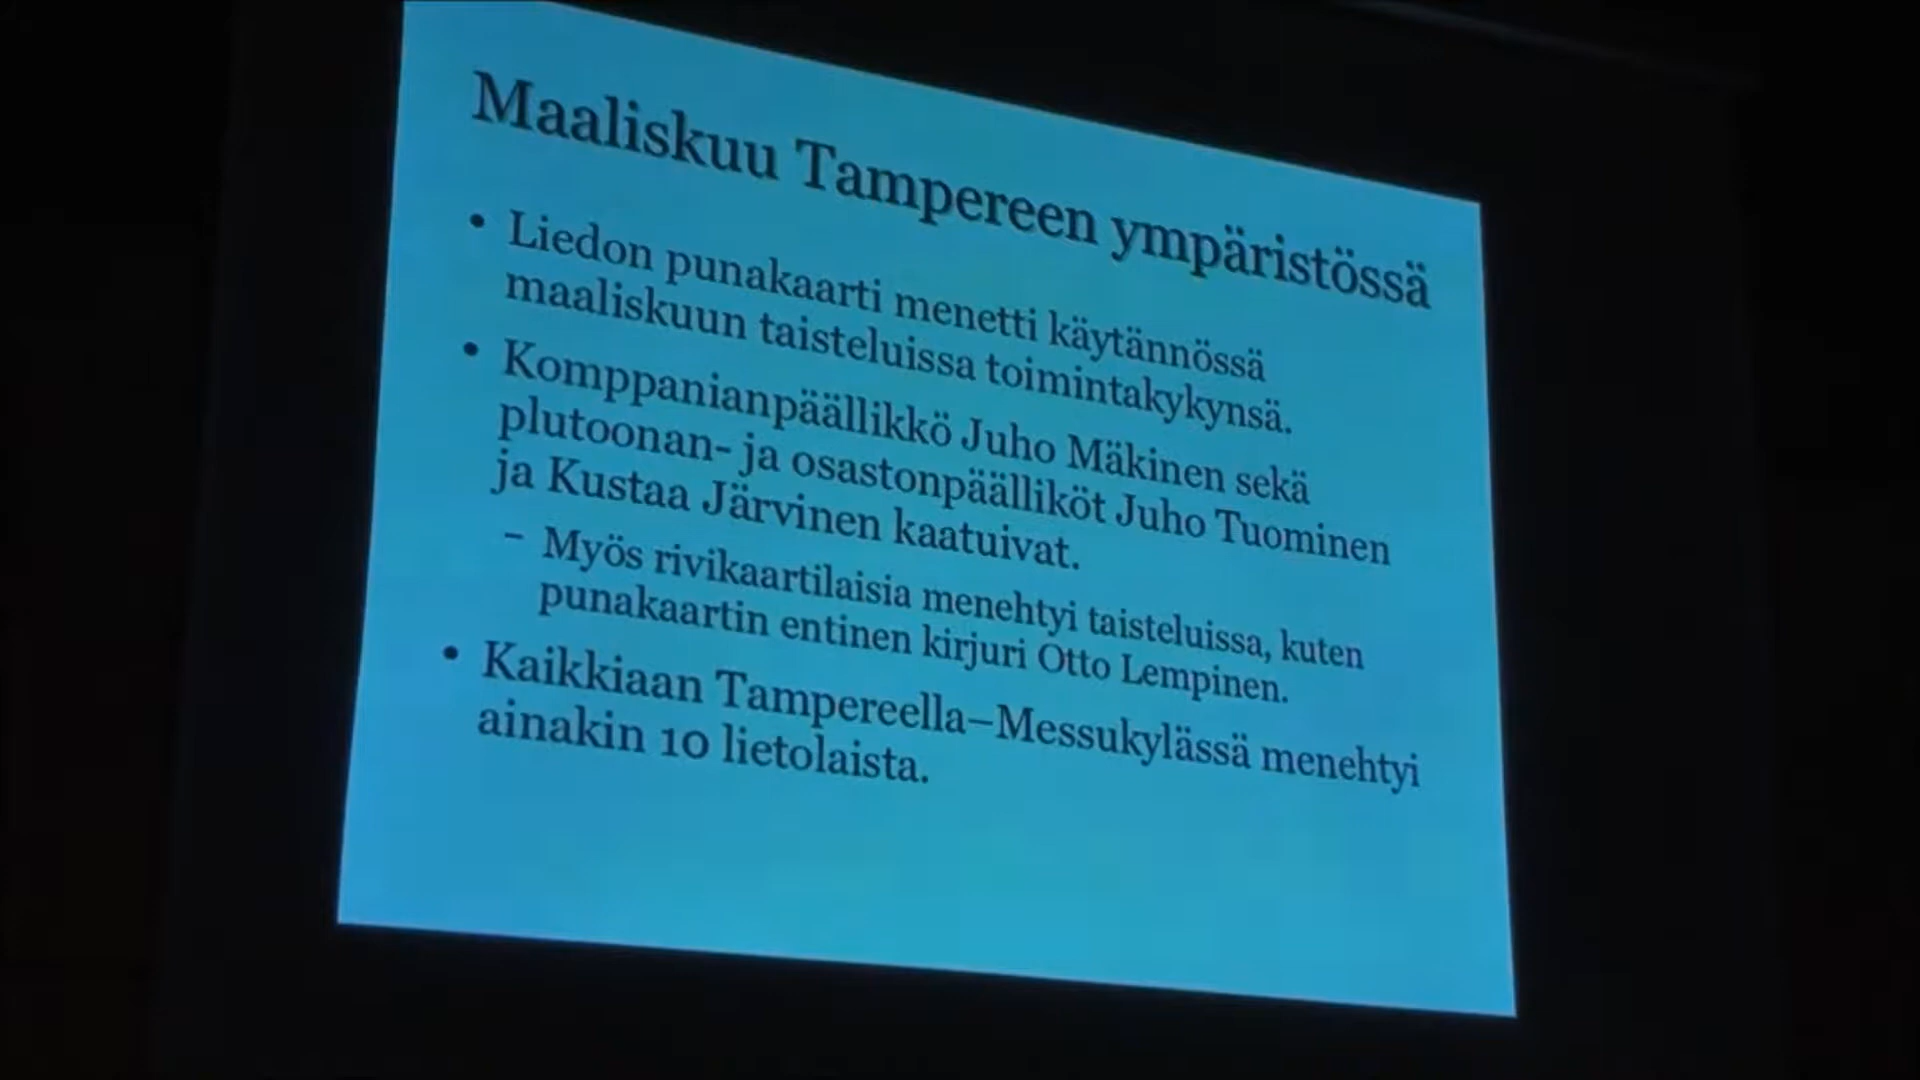 Maaliskuu Tampereen ympäristössä
• Liedon punakaarti menetti käytännössä
maaliskuun taisteluissa toimintakykynsä.
• Komppanianpäällikkö Juho Mäkinen sekä
plutoonan- ja osastonpäälliköt Juho Tuominen
ja Kustaa Järvinen kaatuivat.
– Myös rivikaartilaisia menehtyi taisteluissa, kuten
punakaartin entinen kirjuri Otto Lempinen.
• Kaikkiaan Tampereella–Messukylässä menehtyi
ainakin 10 lietolaista.